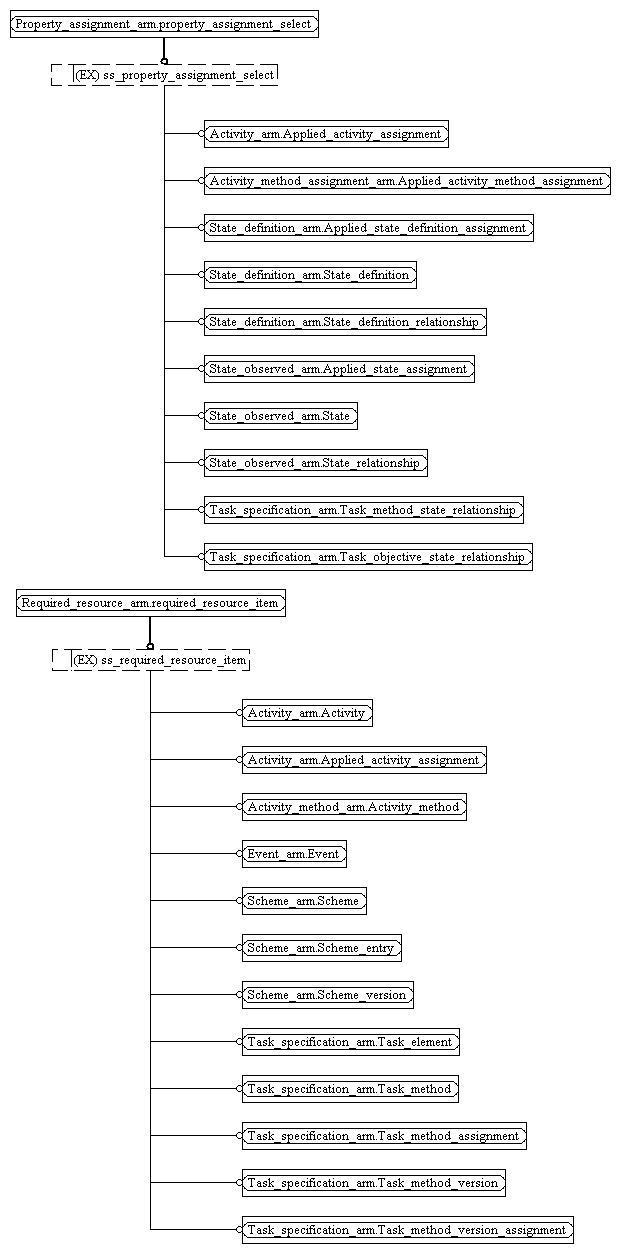 Property_assignment_arm.property_assignment_select
(EX) ss_property_assignment_select
Activity_arm.Applied_activity_assignment
Activity_method_assignment_arm.Applied_activity_method_assignment
State_definition_arm.Applied_state_definition_assignment
State_definition_arm.State_definition
State_definition_arm.State_definition_relationship
State_observed_arm.Applied_state_assignment
State_observed_arm.State
State_observed_arm.State_relationship
Task_specification_arm.Task_method_state_relationship
Task_specification_arm.Task_objective_state_relationship
Required_resource_arm.required_resource_item
(EX) ss_required_resource_item
Activity_arm.Activity
Activity_arm.Applied_activity_assignment
Activity_method_arm.Activity_method
Event_arm.Event
Scheme_arm.Scheme
Scheme_arm.Scheme_entry
Scheme_arm.Scheme_version
Task_specification_arm.Task_element
Task_specification_arm.Task_method
Task_specification_arm.Task_method_assignment
Task_specification_arm.Task_method_version
Task_specification_arm.Task_method_version_assignment